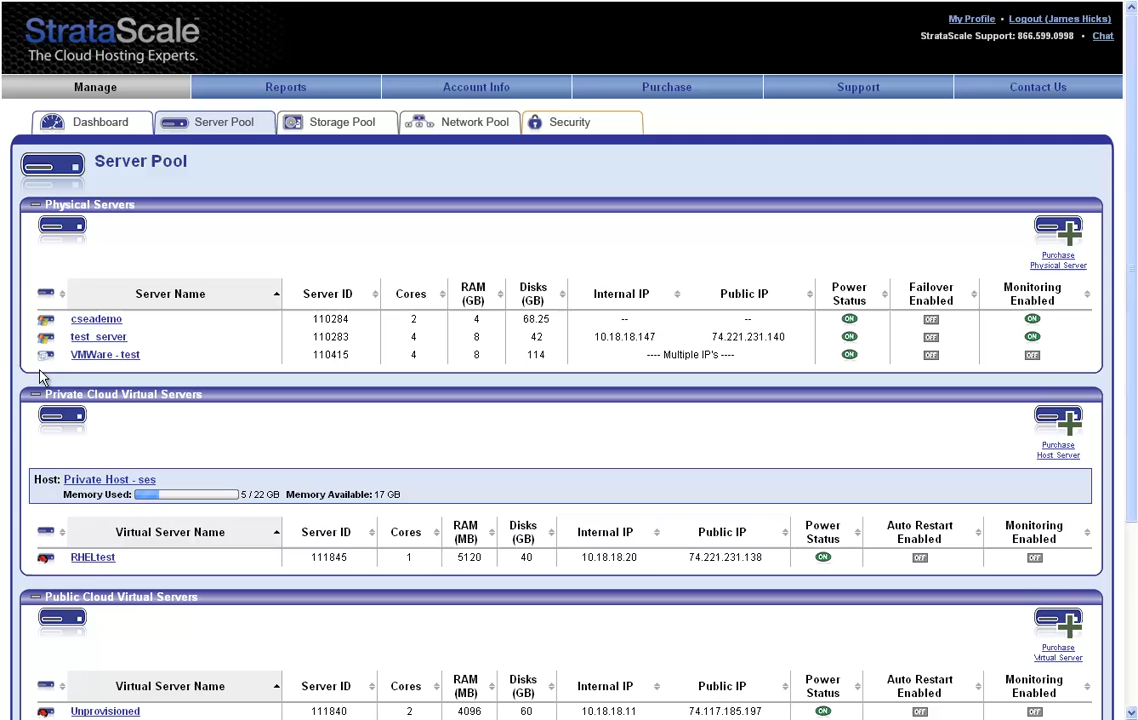 StrataScale
The Cloud Hosting Experts.
My Profile • Logout (James Hicks)
StrataScale Support: 866.599.0998 • Chat
Manage Reports Account Info Purchase Support Contact Us
Dashboard Server Pool Storage Pool Network Pool Security
Server Pool
Physical Servers
Purchase
Physical Server
Server Name Server ID Cores RAM (GB) Disks (GB) Internal IP Public IP Power Status Failover Enabled Monitoring Enabled
cseademo 110284 2 4 68.25 -- -- ON OFF ON
test_server 110283 4 8 42 10.18.18.147 74.221.231.140 ON OFF ON
VMWare - test 110415 4 8 114 ---- Multiple IP's ---- ON OFF OFF
Private Cloud Virtual Servers
Purchase
Host Server
Host: Private Host - ses
Memory Used: 5 / 22 GB Memory Available: 17 GB
Virtual Server Name Server ID Cores RAM (MB) Disks (GB) Internal IP Public IP Power Status Auto Restart Enabled Monitoring Enabled
RHELtest 111845 1 5120 40 10.18.18.20 74.221.231.138 ON OFF OFF
Public Cloud Virtual Servers
Purchase
Virtual Server
Virtual Server Name Server ID Cores RAM (MB) Disks (GB) Internal IP Public IP Power Status Auto Restart Enabled Monitoring Enabled
Unprovisioned 111840 2 4096 60 10.18.18.11 74.117.185.197 ON OFF OFF